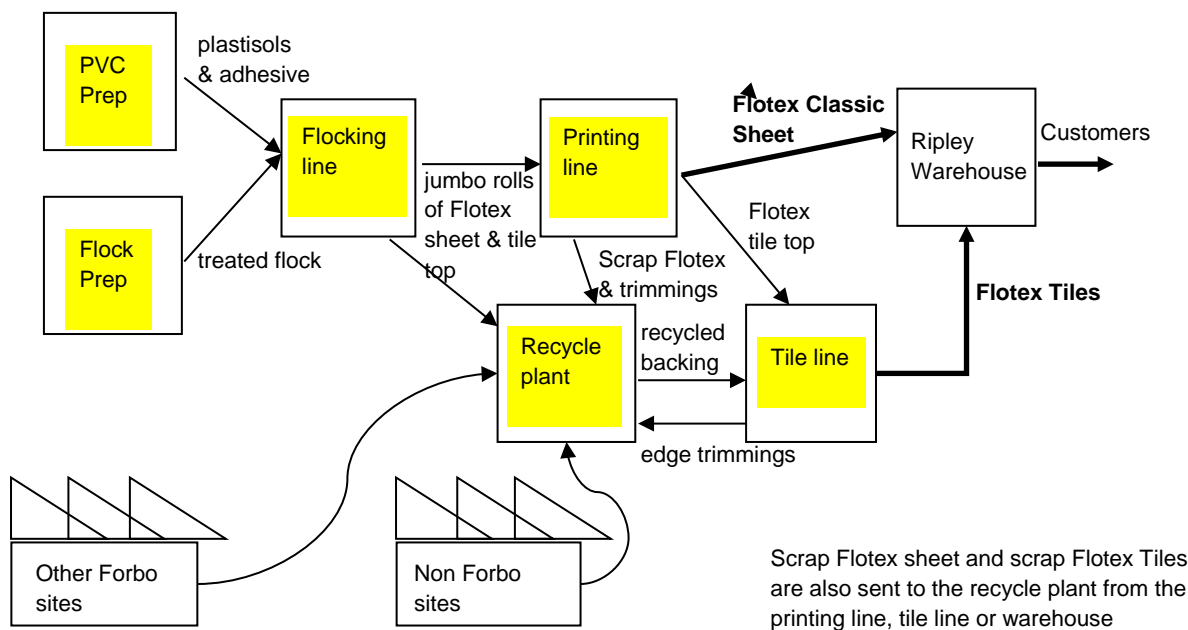 PVC
Prep
plastisols
& adhesive
Flock
Prep
treated flock
Flocking
line
jumbo rolls
of Flotex
sheet & tile
top
Printing
line
Flotex Classic
Sheet
Ripley
Warehouse
Customers
Flotex
tile top
Scrap Flotex
& trimmings
Flotex Tiles
Recycle
plant
recycled
backing
Tile line
edge trimmings
Other Forbo
sites
Non Forbo
sites
Scrap Flotex sheet and scrap Flotex Tiles
are also sent to the recycle plant from the
printing line, tile line or warehouse